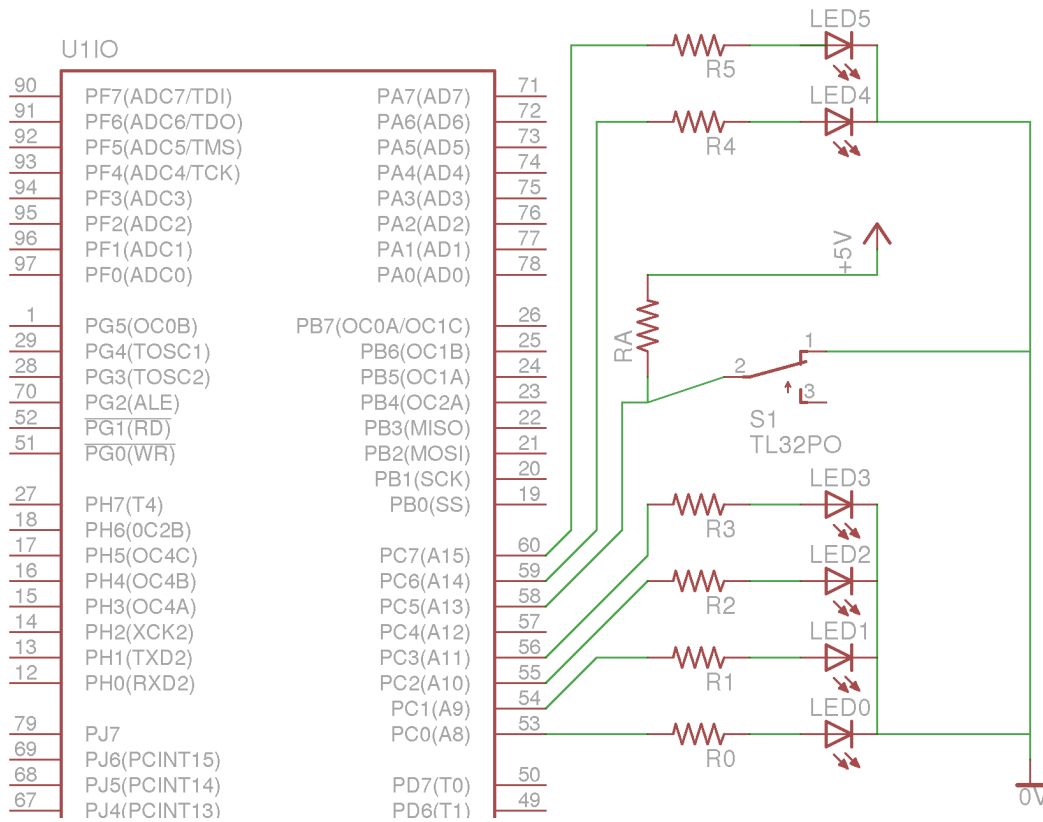 U1IO
90 PF7(ADC7/TDI) PA7(AD7) 71
91 PF6(ADC6/TDO) PA6(AD6) 72
92 PF5(ADC5/TMS) PA5(AD5) 73
93 PF4(ADC4/TCK) PA4(AD4) 74
94 PF3(ADC3) PA3(AD3) 75
95 PF2(ADC2) PA2(AD2) 76
96 PF1(ADC1) PA1(AD1) 77
97 PF0(ADC0) PA0(AD0) 78
1 PG5(OC0B) PB7(OC0A/OC1C) 26
29 PG4(TOSC1) PB6(OC1B) 25
28 PG3(TOSC2) PB5(OC1A) 24
70 PG2(ALE) PB4(OC2A) 23
52 PG1(RD) PB3(MISO) 22
51 PG0(WR) PB2(MOSI) 21
PB1(SCK) 20
27 PH7(T4) PB0(SS) 19
18 PH6(0C2B)
17 PH5(OC4C) PC7(A15) 60
16 PH4(OC4B) PC6(A14) 59
15 PH3(OC4A) PC5(A13) 58
14 PH2(XCK2) PC4(A12) 57
13 PH1(TXD2) PC3(A11) 56
12 PH0(RXD2) PC2(A10) 55
PC1(A9) 54
79 PJ7 PC0(A8) 53
69 PJ6(PCINT15)
68 PJ5(PCINT14) PD7(T0) 50
67 PJ4(PCINT13) PD6(T1) 49
LED5
R5
LED4
R4
+5V
RA
1
2
3
S1
TL32PO
LED3
R3
LED2
R2
LED1
R1
LED0
R0
0V